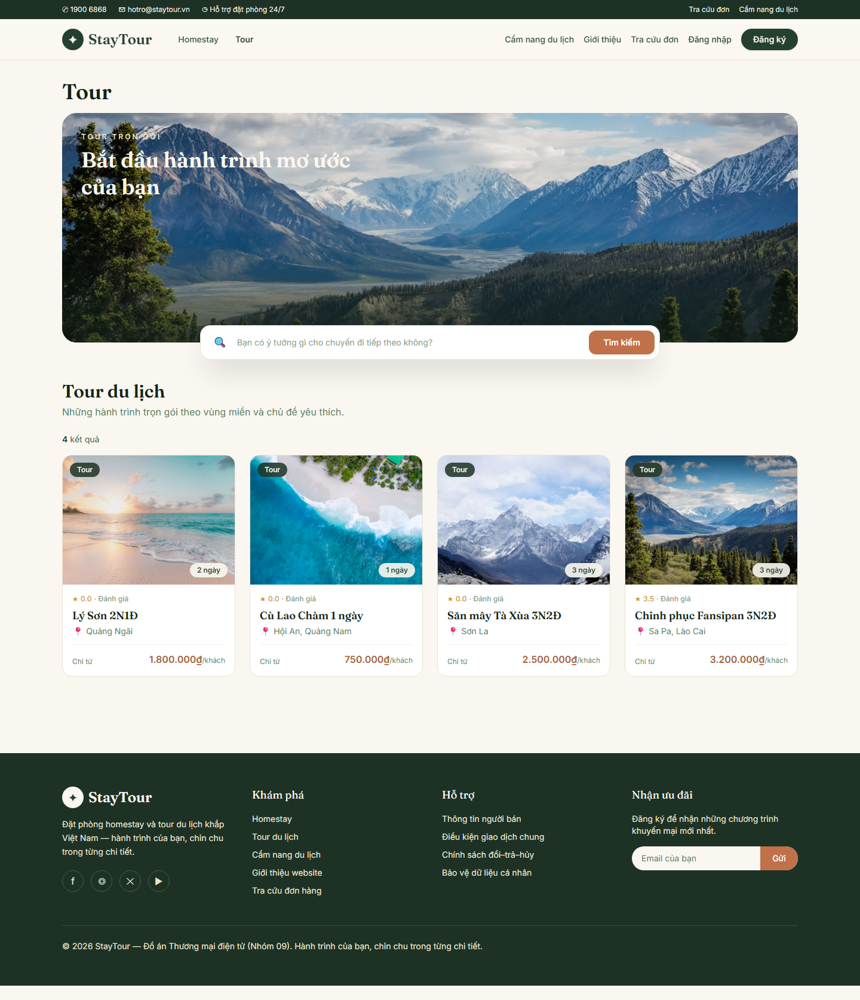 1900 6868 hotro@staytour.vn Hỗ trợ đặt phòng 24/7 Tra cứu đơn Cẩm nang du lịch
StayTour Homestay Tour Cẩm nang du lịch Giới thiệu Tra cứu đơn Đăng nhập Đăng ký
Tour
TOUR TRỌN GÓI
Bắt đầu hành trình mơ ước
của bạn
Bạn có ý tưởng gì cho chuyến đi tiếp theo không? Tìm kiếm
Tour du lịch
Những hành trình trọn gói theo vùng miền và chủ đề yêu thích.
4 kết quả
Tour
2 ngày
★ 0.0 · Đánh giá
Lý Sơn 2N1Đ
Quảng Ngãi
Chỉ từ 1.800.000₫/khách
Tour
1 ngày
★ 0.0 · Đánh giá
Cù Lao Chàm 1 ngày
Hội An, Quảng Nam
Chỉ từ 750.000₫/khách
Tour
3 ngày
★ 0.0 · Đánh giá
Săn mây Tà Xùa 3N2Đ
Sơn La
Chỉ từ 2.500.000₫/khách
Tour
3 ngày
★ 3.5 · Đánh giá
Chinh phục Fansipan 3N2Đ
Sa Pa, Lào Cai
Chỉ từ 3.200.000₫/khách
StayTour
Đặt phòng homestay và tour du lịch khắp
Việt Nam — hành trình của bạn, chỉn chu
trong từng chi tiết.
f
Khám phá
Homestay
Tour du lịch
Cẩm nang du lịch
Giới thiệu website
Tra cứu đơn hàng
Hỗ trợ
Thông tin người bán
Điều kiện giao dịch chung
Chính sách đổi–trả–hủy
Bảo vệ dữ liệu cá nhân
Nhận ưu đãi
Đăng ký để nhận những chương trình
khuyến mại mới nhất.
Email của bạn Gửi
© 2026 StayTour — Đồ án Thương mại điện tử (Nhóm 09). Hành trình của bạn, chỉn chu trong từng chi tiết.